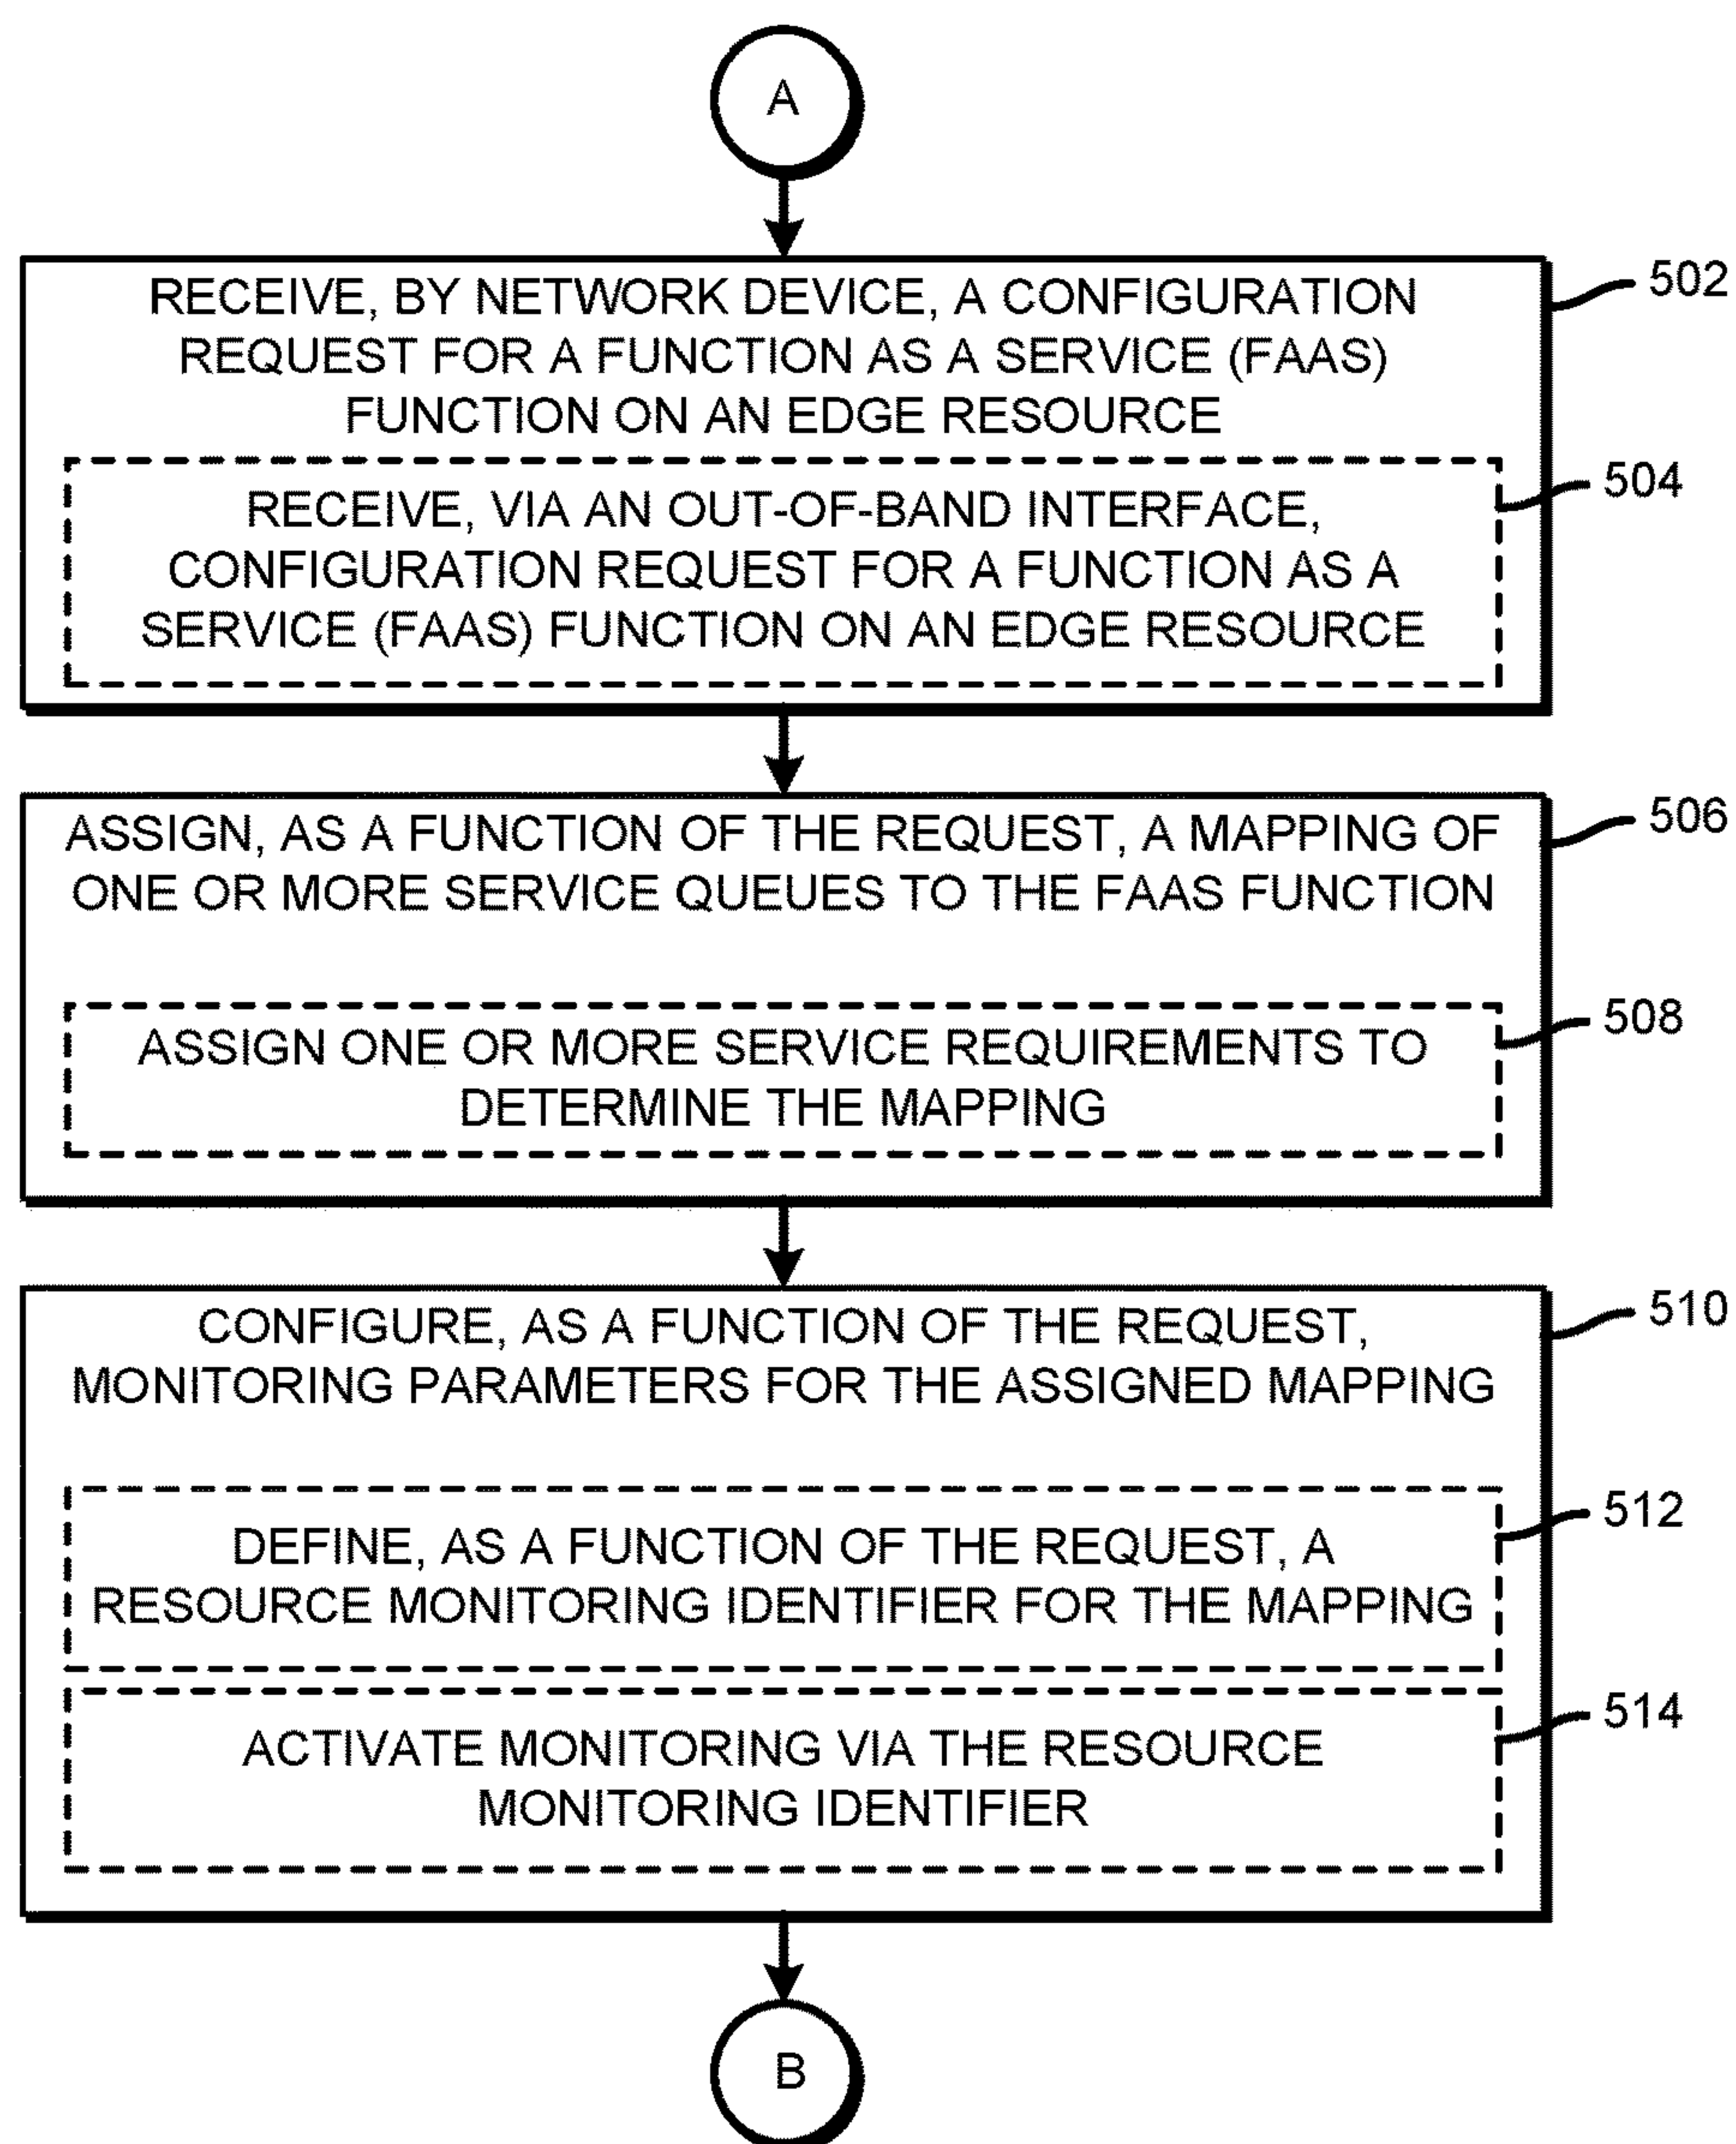 A
RECEIVE, BY NETWORK DEVICE, A CONFIGURATION
REQUEST FOR A FUNCTION AS A SERVICE (FAAS)
FUNCTION ON AN EDGE RESOURCE
502
RECEIVE, VIA AN OUT-OF-BAND INTERFACE,
CONFIGURATION REQUEST FOR A FUNCTION AS A
SERVICE (FAAS) FUNCTION ON AN EDGE RESOURCE
504
ASSIGN, AS A FUNCTION OF THE REQUEST, A MAPPING OF
ONE OR MORE SERVICE QUEUES TO THE FAAS FUNCTION
506
ASSIGN ONE OR MORE SERVICE REQUIREMENTS TO
DETERMINE THE MAPPING
508
CONFIGURE, AS A FUNCTION OF THE REQUEST,
MONITORING PARAMETERS FOR THE ASSIGNED MAPPING
510
DEFINE, AS A FUNCTION OF THE REQUEST, A
RESOURCE MONITORING IDENTIFIER FOR THE MAPPING
512
ACTIVATE MONITORING VIA THE RESOURCE
MONITORING IDENTIFIER
514
B